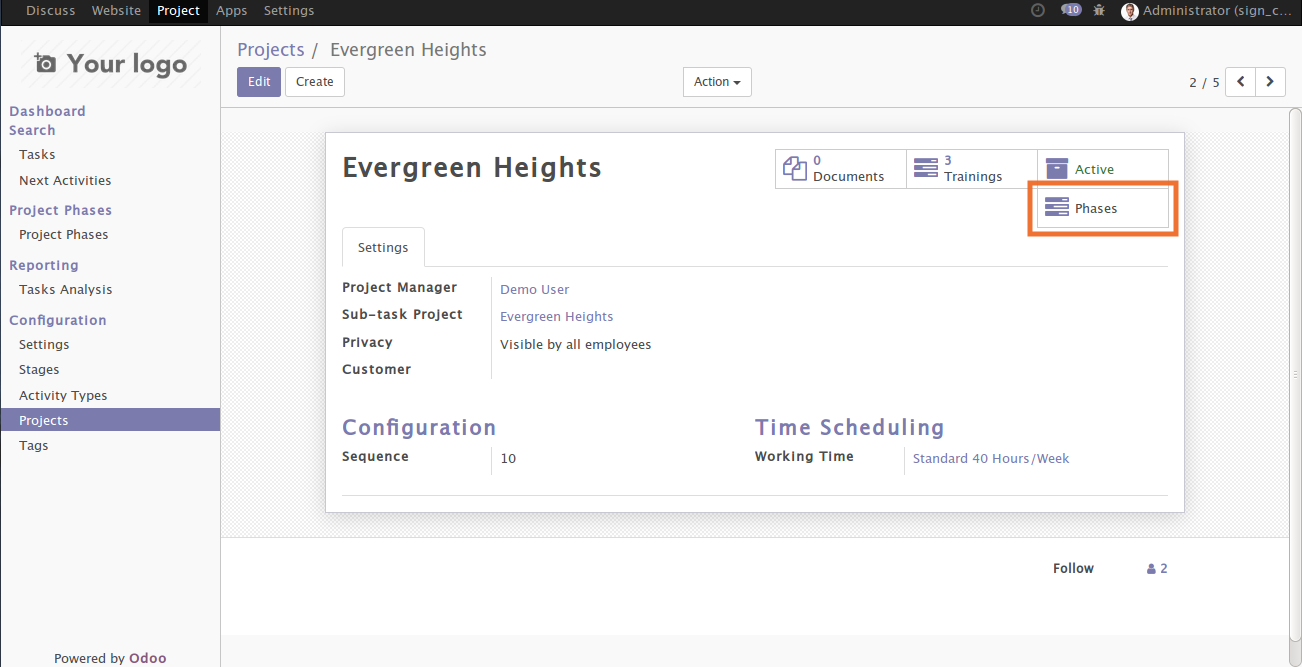 Discuss Website Project Apps Settings 10 Administrator (sign_c...
Your logo
Projects / Evergreen Heights
Edit Create Action 2 / 5
Dashboard
Search
Tasks
Next Activities
Project Phases
Project Phases
Reporting
Tasks Analysis
Configuration
Settings
Stages
Activity Types
Projects
Tags
Powered by Odoo
Evergreen Heights
0 Documents
3 Trainings
Active
Phases
Settings
Project Manager Demo User
Sub-task Project Evergreen Heights
Privacy Visible by all employees
Customer
Configuration
Sequence 10
Time Scheduling
Working Time Standard 40 Hours/Week
Follow 2